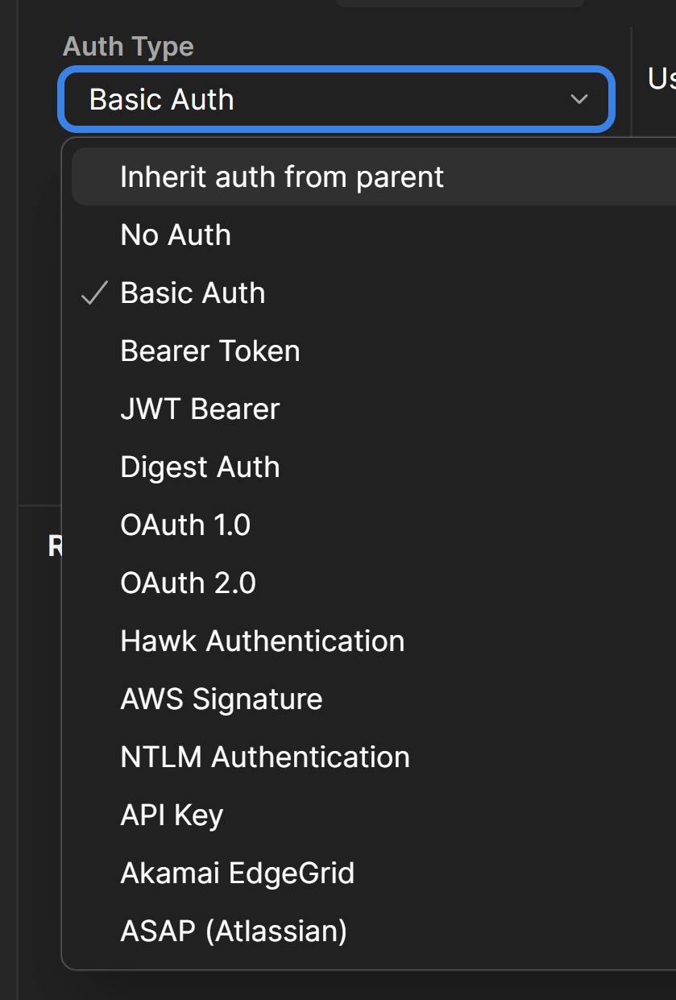 Auth Type
Basic Auth
Inherit auth from parent
No Auth
Basic Auth
Bearer Token
JWT Bearer
Digest Auth
OAuth 1.0
OAuth 2.0
Hawk Authentication
AWS Signature
NTLM Authentication
API Key
Akamai EdgeGrid
ASAP (Atlassian)